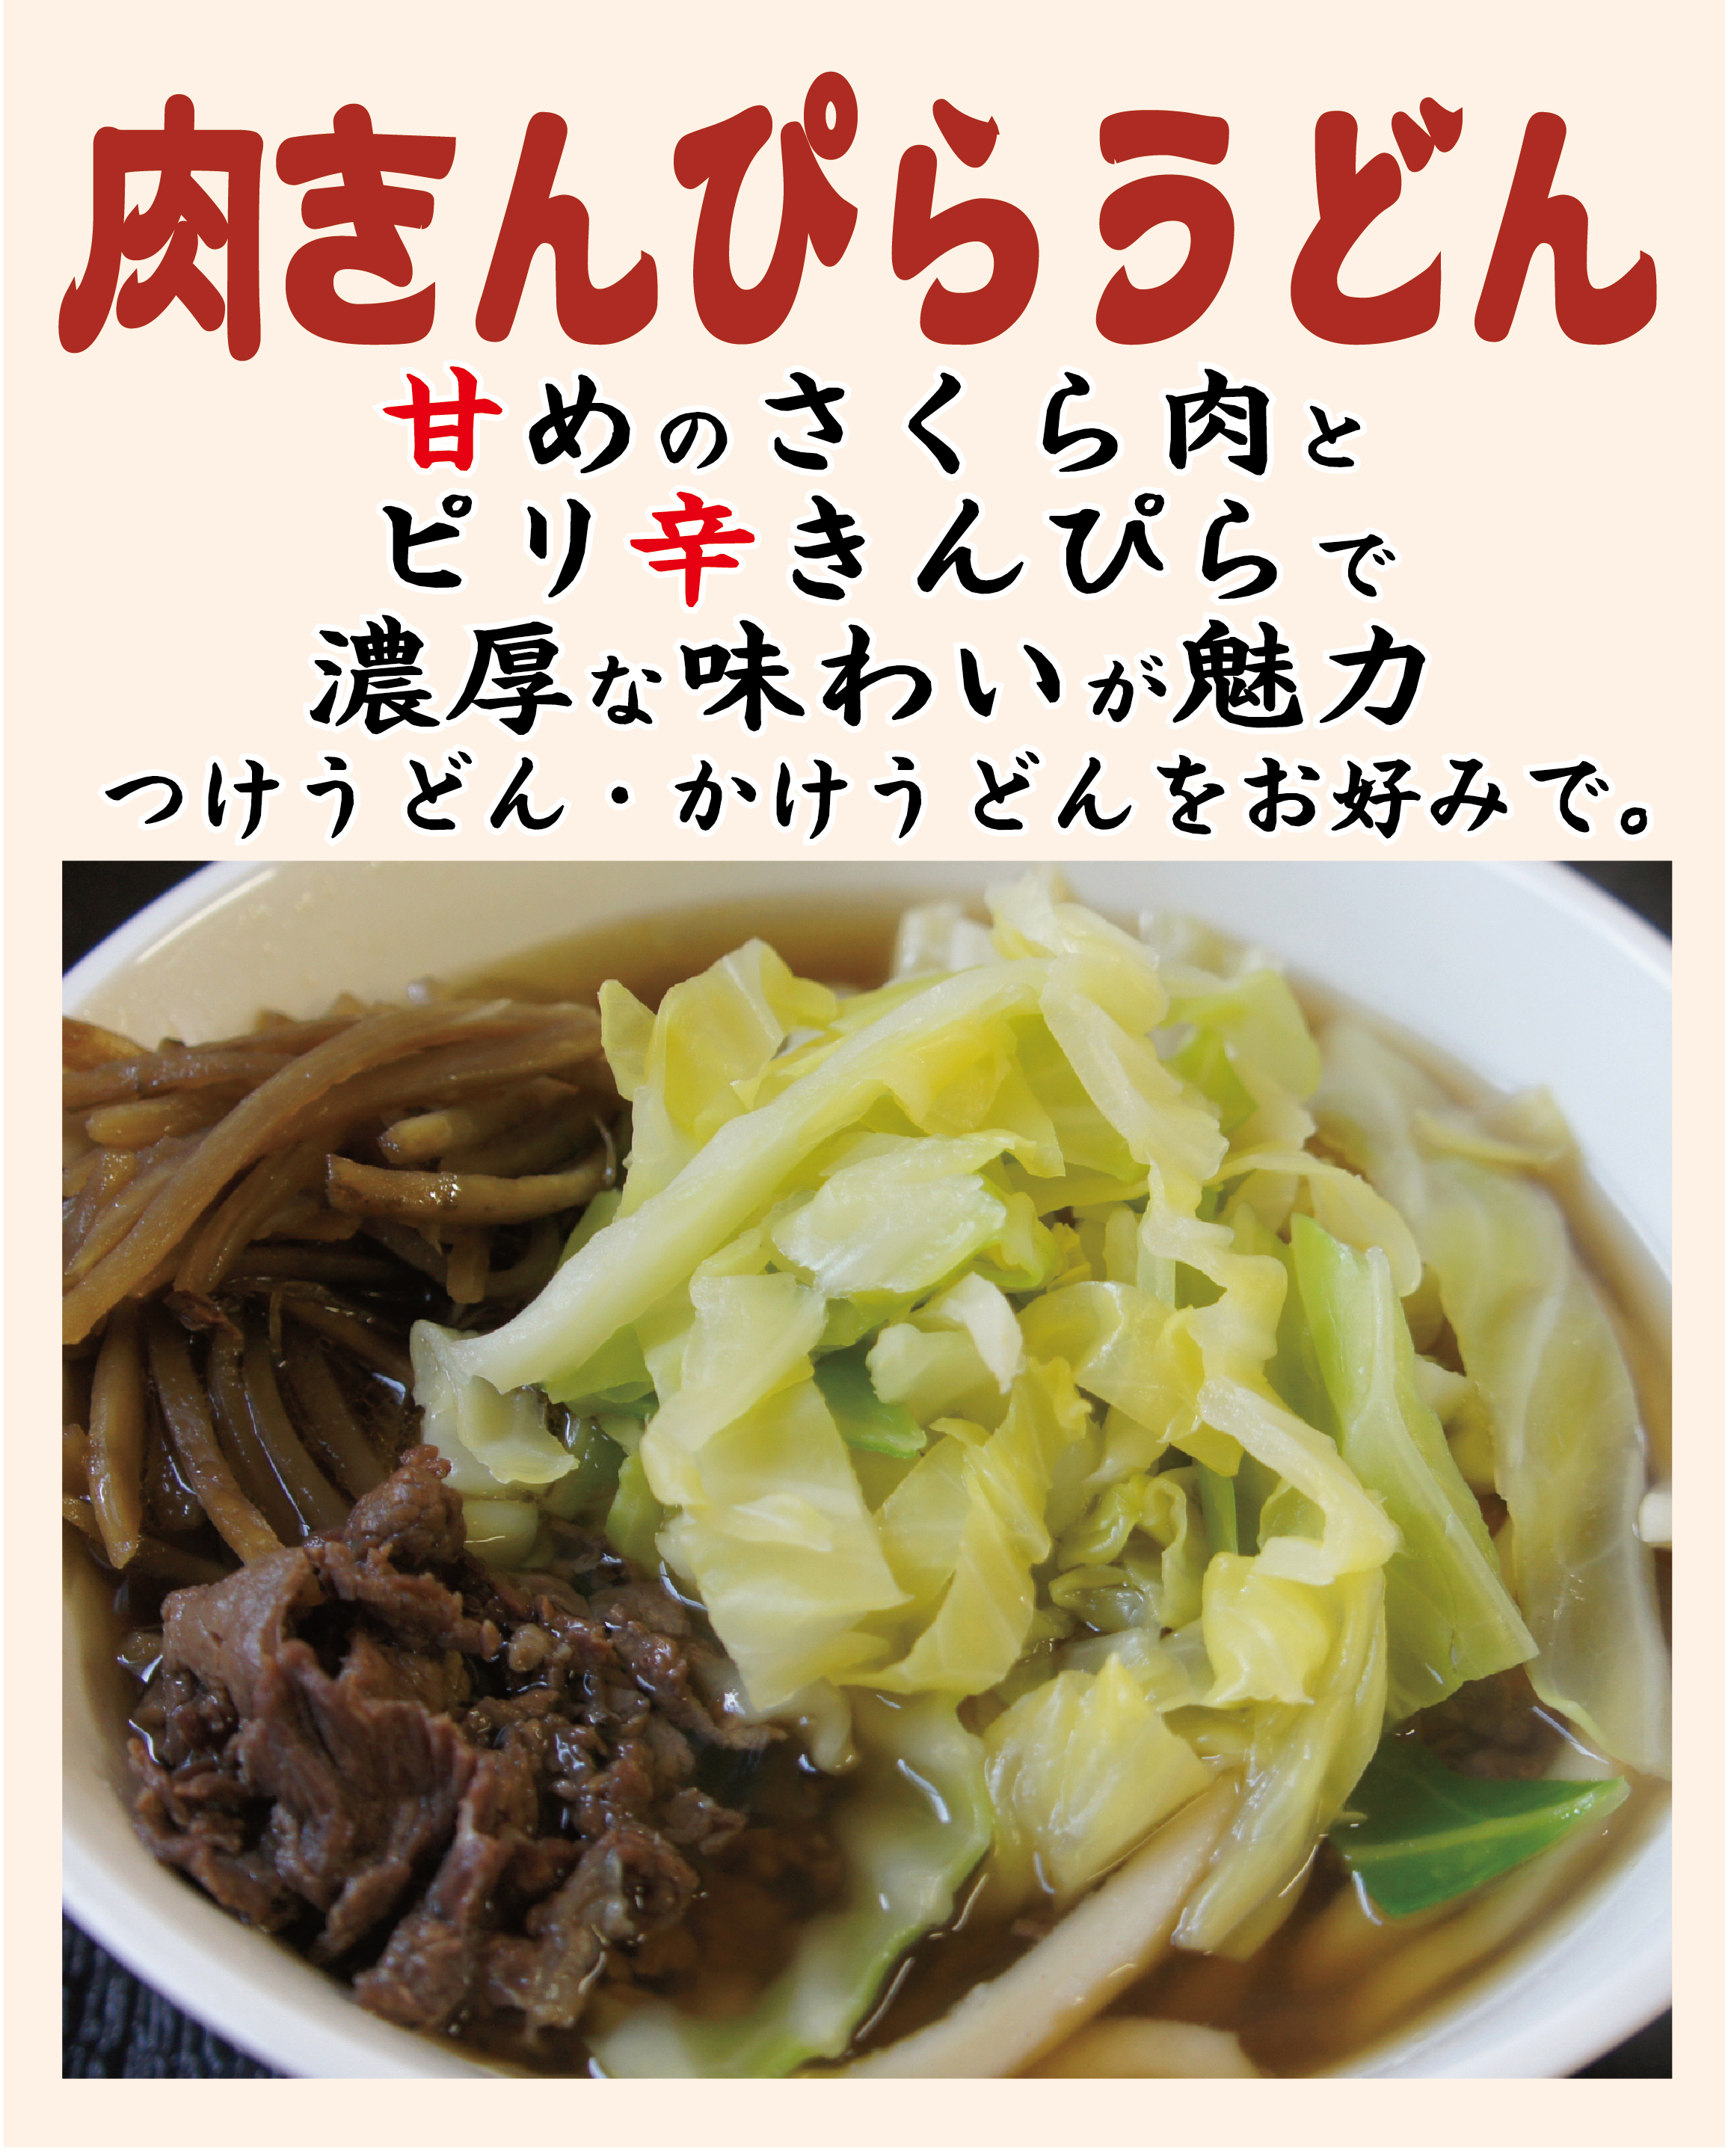 肉きんぴらうどん
甘めのさくら肉と
ピリ辛きんぴらで
濃厚な味わいが魅力
つけうどん・かけうどんをお好みで。